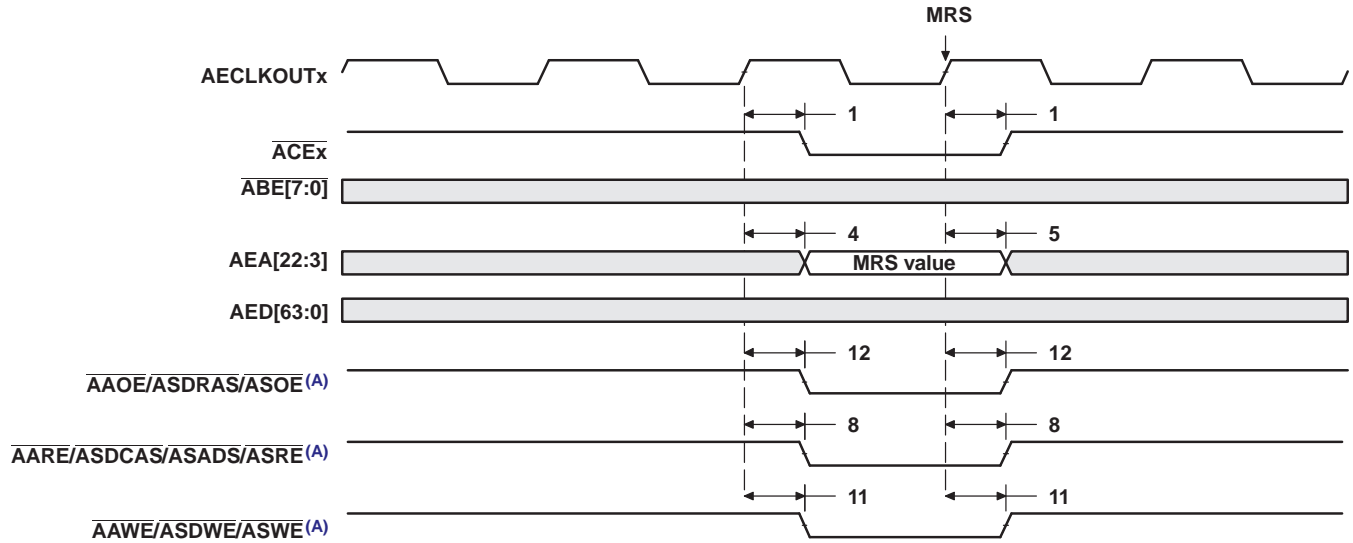 MRS
AECLKOUTx
1 1
ACEx
ABE[7:0]
4 5
AEA[22:3] MRS value
AED[63:0]
12 12
AAOE/ASDRAS/ASOE(A)
8 8
AARE/ASDCAS/ASADS/ASRE(A)
11 11
AAWE/ASDWE/ASWE(A)